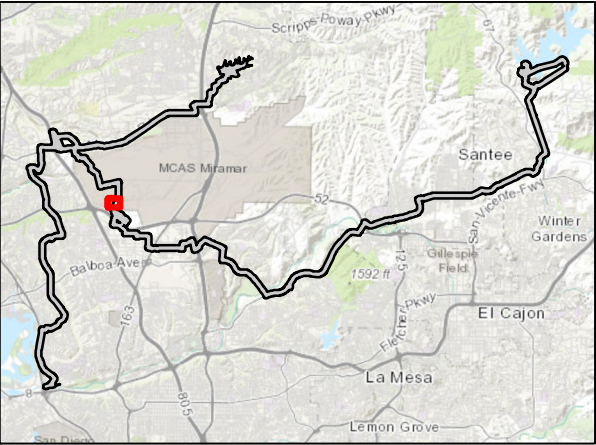 Scripps-Poway-Pkwy
67
MCAS Miramar
Santee
52
San-Vicente-Fwy
Winter
Gardens
Balboa-Ave
Gillespie
Field
1592 ft
125
163
Fletcher-Pkwy
El Cajon
La Mesa
8
805
Lemon Grove
San Diego